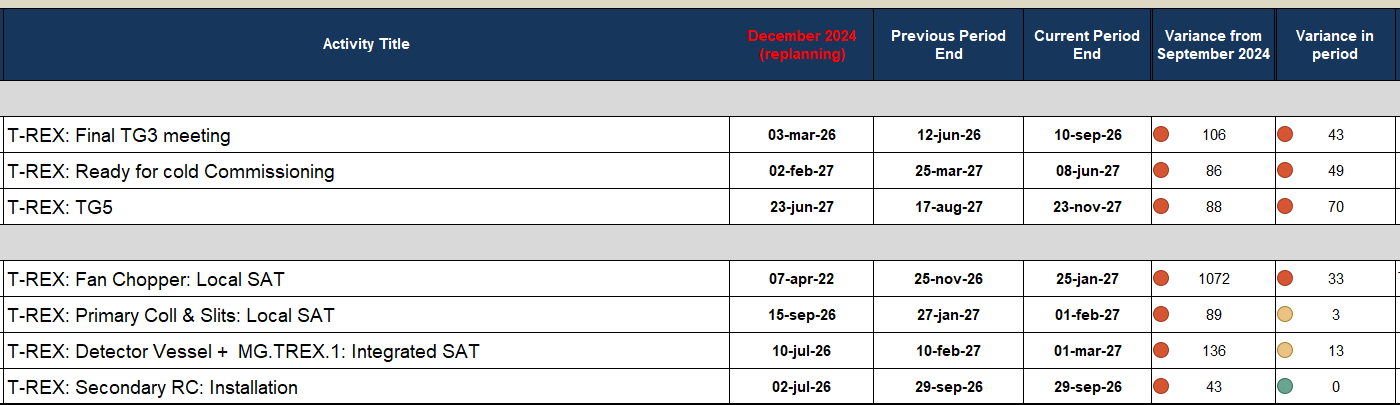 Activity Title December 2024 (replanning) Previous Period End Current Period End Variance from September 2024 Variance in period
T-REX: Final TG3 meeting 03-mar-26 12-jun-26 10-sep-26 106 43
T-REX: Ready for cold Commissioning 02-feb-27 25-mar-27 08-jun-27 86 49
T-REX: TG5 23-jun-27 17-aug-27 23-nov-27 88 70
T-REX: Fan Chopper: Local SAT 07-apr-22 25-nov-26 25-jan-27 1072 33
T-REX: Primary Coll & Slits: Local SAT 15-sep-26 27-jan-27 01-feb-27 89 3
T-REX: Detector Vessel + MG.TREX.1: Integrated SAT 10-jul-26 10-feb-27 01-mar-27 136 13
T-REX: Secondary RC: Installation 02-jul-26 29-sep-26 29-sep-26 43 0